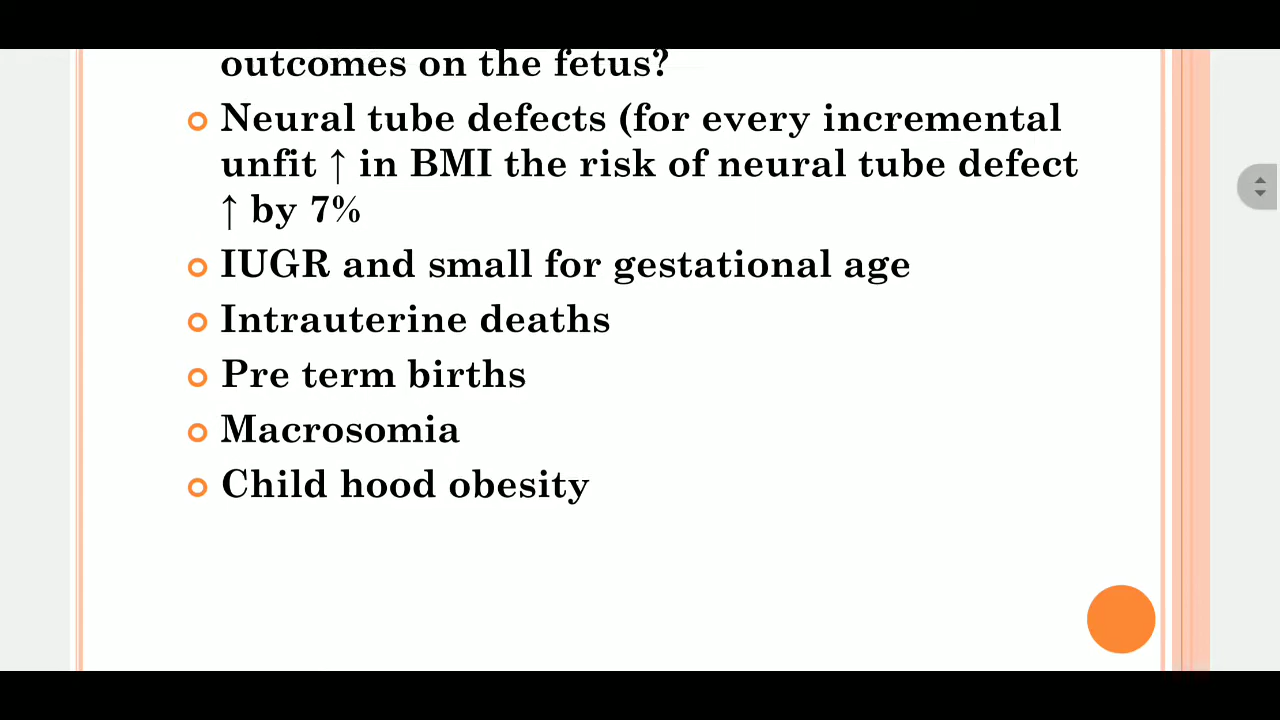 outcomes on the fetus?
Neural tube defects (for every incremental
unfit ↑ in BMI the risk of neural tube defect
↑ by 7%
IUGR and small for gestational age
Intrauterine deaths
Pre term births
Macrosomia
Child hood obesity